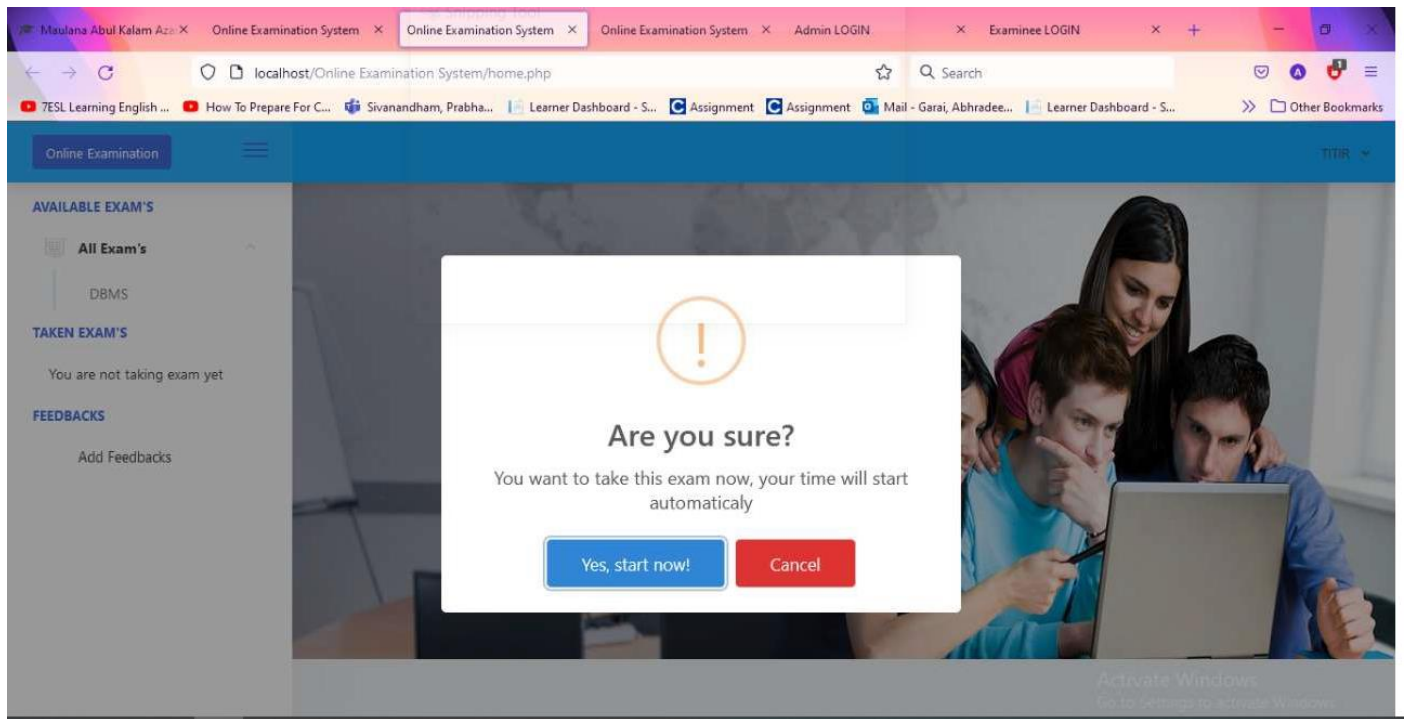 Snipping Tool
Maulana Abul Kalam Aza
Online Examination System
Online Examination System
Online Examination System
Admin LOGIN
Examinee LOGIN
localhost/Online Examination System/home.php
Search
1
A
7ESL Learning English ...
How To Prepare For C...
Sivanandham, Prabha...
Learner Dashboard - S...
Assignment
Assignment
Mail - Garai, Abhradee...
Learner Dashboard - S...
Other Bookmarks
Online Examination
TITIR
AVAILABLE EXAM'S
All Exam's
DBMS
TAKEN EXAM'S
You are not taking exam yet
FEEDBACKS
Add Feedbacks
!
Are you sure?
You want to take this exam now, your time will start
automaticaly
Yes, start now!
Cancel
Activate Windows
Go to Settings to activate Windows.